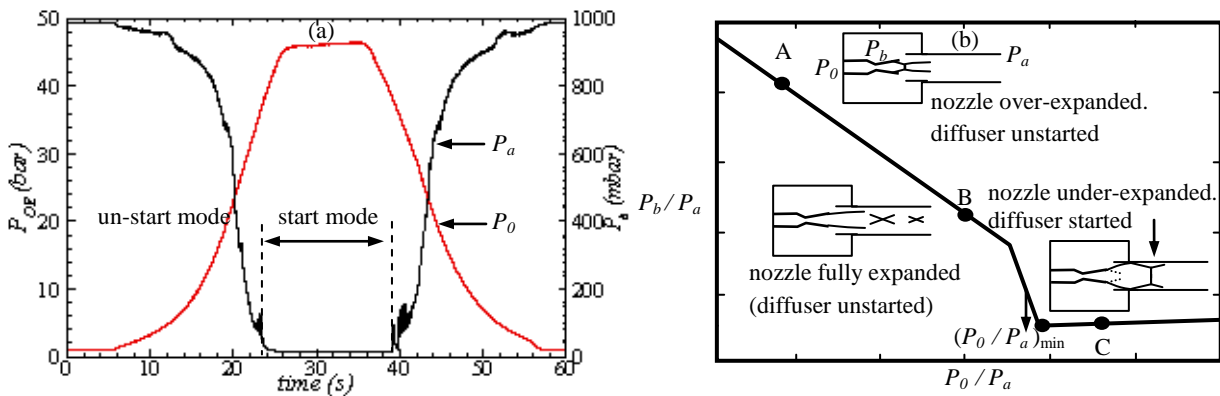 (a)
50
40
30
20
10
0
P_OE (bar)
1000
800
600
400
200
0
P_a (mbar)
P_a
P_0
un-start mode
start mode
0 10 20 30 40 50 60
time (s)
(b)
A
P_0
P_b
P_a
nozzle over-expanded.
diffuser unstarted
P_b / P_a
B
nozzle under-expanded.
diffuser started
nozzle fully expanded
(diffuser unstarted)
(P_0 / P_a)min
C
P_0 / P_a